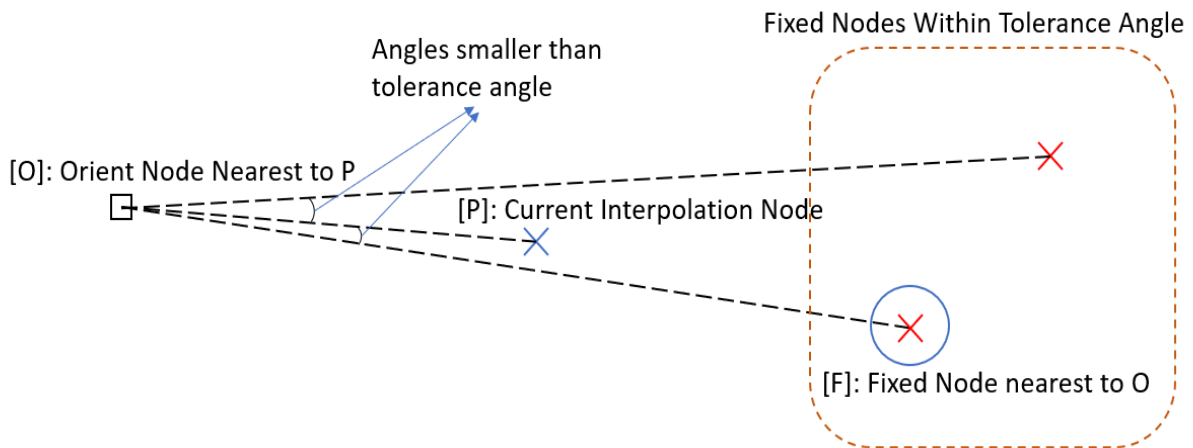 Fixed Nodes Within Tolerance Angle
Angles smaller than
tolerance angle
[O]: Orient Node Nearest to P
[P]: Current Interpolation Node
[F]: Fixed Node nearest to O